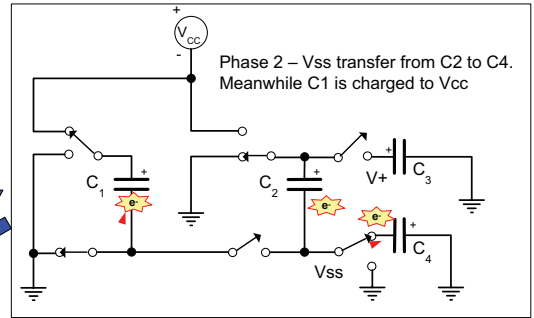 +
VCC
-
Phase 2 – Vss transfer from C2 to C4.
Meanwhile C1 is charged to Vcc
+
C1
e-
+
C2
e-
V+
+
C3
e-
+
C4
Vss